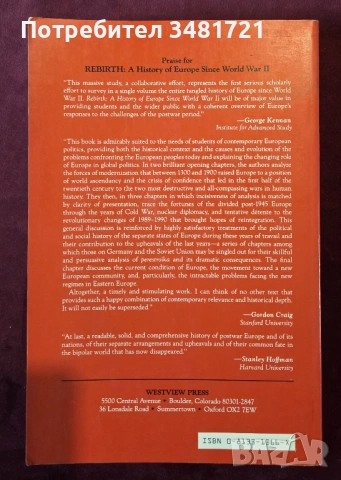 Потребител 3481721
Praise for
REBIRTH: A History of Europe Since World War II
"This massive study, a collaborative effort, represents the first serious scholarly
effort to survey in a single volume the entire tangled history of Europe since World
War II. Rebirth: A History of Europe Since World War II will be of major value in
providing students and the wider public with a coherent overview of Europe's
responses to the challenges of the postwar period."
—George Kennan
Institute for Advanced Study
"This book is admirably suited to the needs of students of contemporary European
politics, providing both the historical context and the causes and evolution of the
problems confronting the European peoples today and explaining the changing role
of Europe in global politics. In two brilliant opening chapters, the authors analyze
the forces of modernization that between 1500 and 1900 raised Europe to a position
of world ascendancy and the crisis of confidence that led in the first half of the
twentieth century to the two most destructive and all-compassing wars in human
history. They then, in three chapters in which incisiveness of analysis is matched
by clarity of presentation, trace the fortunes of the divided post-1945 Europe
through the years of Cold War, nuclear diplomacy, and tentative detente to the
revolutionary changes of 1989-1990 that brought hopes of reintegration. This
general discussion is reinforced by highly satisfactory treatments of the political
and social history of the separate states of Europe during these years of travail and
their contribution to the upheavals of the last years—a series of chapters among
which those on Germany and the Soviet Union may be singled out for their skillful
and persuasive analysis of perestroika and its dramatic consequences. The final
chapter discusses the current condition of Europe, the movement toward a new
European community, and, particularly, the intractable problems facing the new
regimes in Eastern Europe.
Altogether, a timely and stimulating work. I can think of no other text that
provides such a happy combination of contemporary relevance and historical depth.
It will not easily be superseded."
—Gordon Craig
Stanford University
"At last, a readable, solid, and comprehensive history of postwar Europe and of its
nations, of their separate arrangements and upheavals and of their common fate in
the bipolar world that has now disappeared."
—Stanley Hoffman
Harvard University
WESTVIEW PRESS
5500 Central Avenue • Boulder, Colorado 80301-2847
36 Lonsdale Road • Summertown • Oxford OX2 7EW
ISBN 0-8133-1866-X
bazar